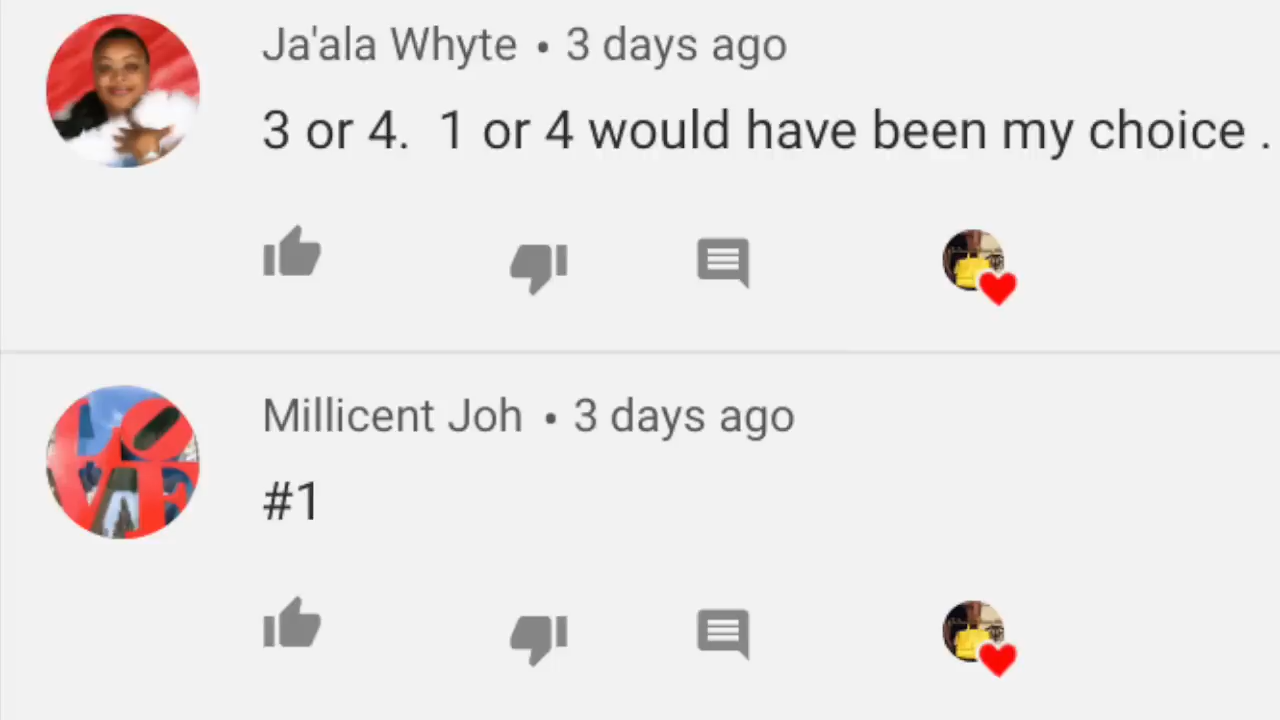 Ja'ala Whyte • 3 days ago
3 or 4. 1 or 4 would have been my choice .
Millicent Joh • 3 days ago
#1